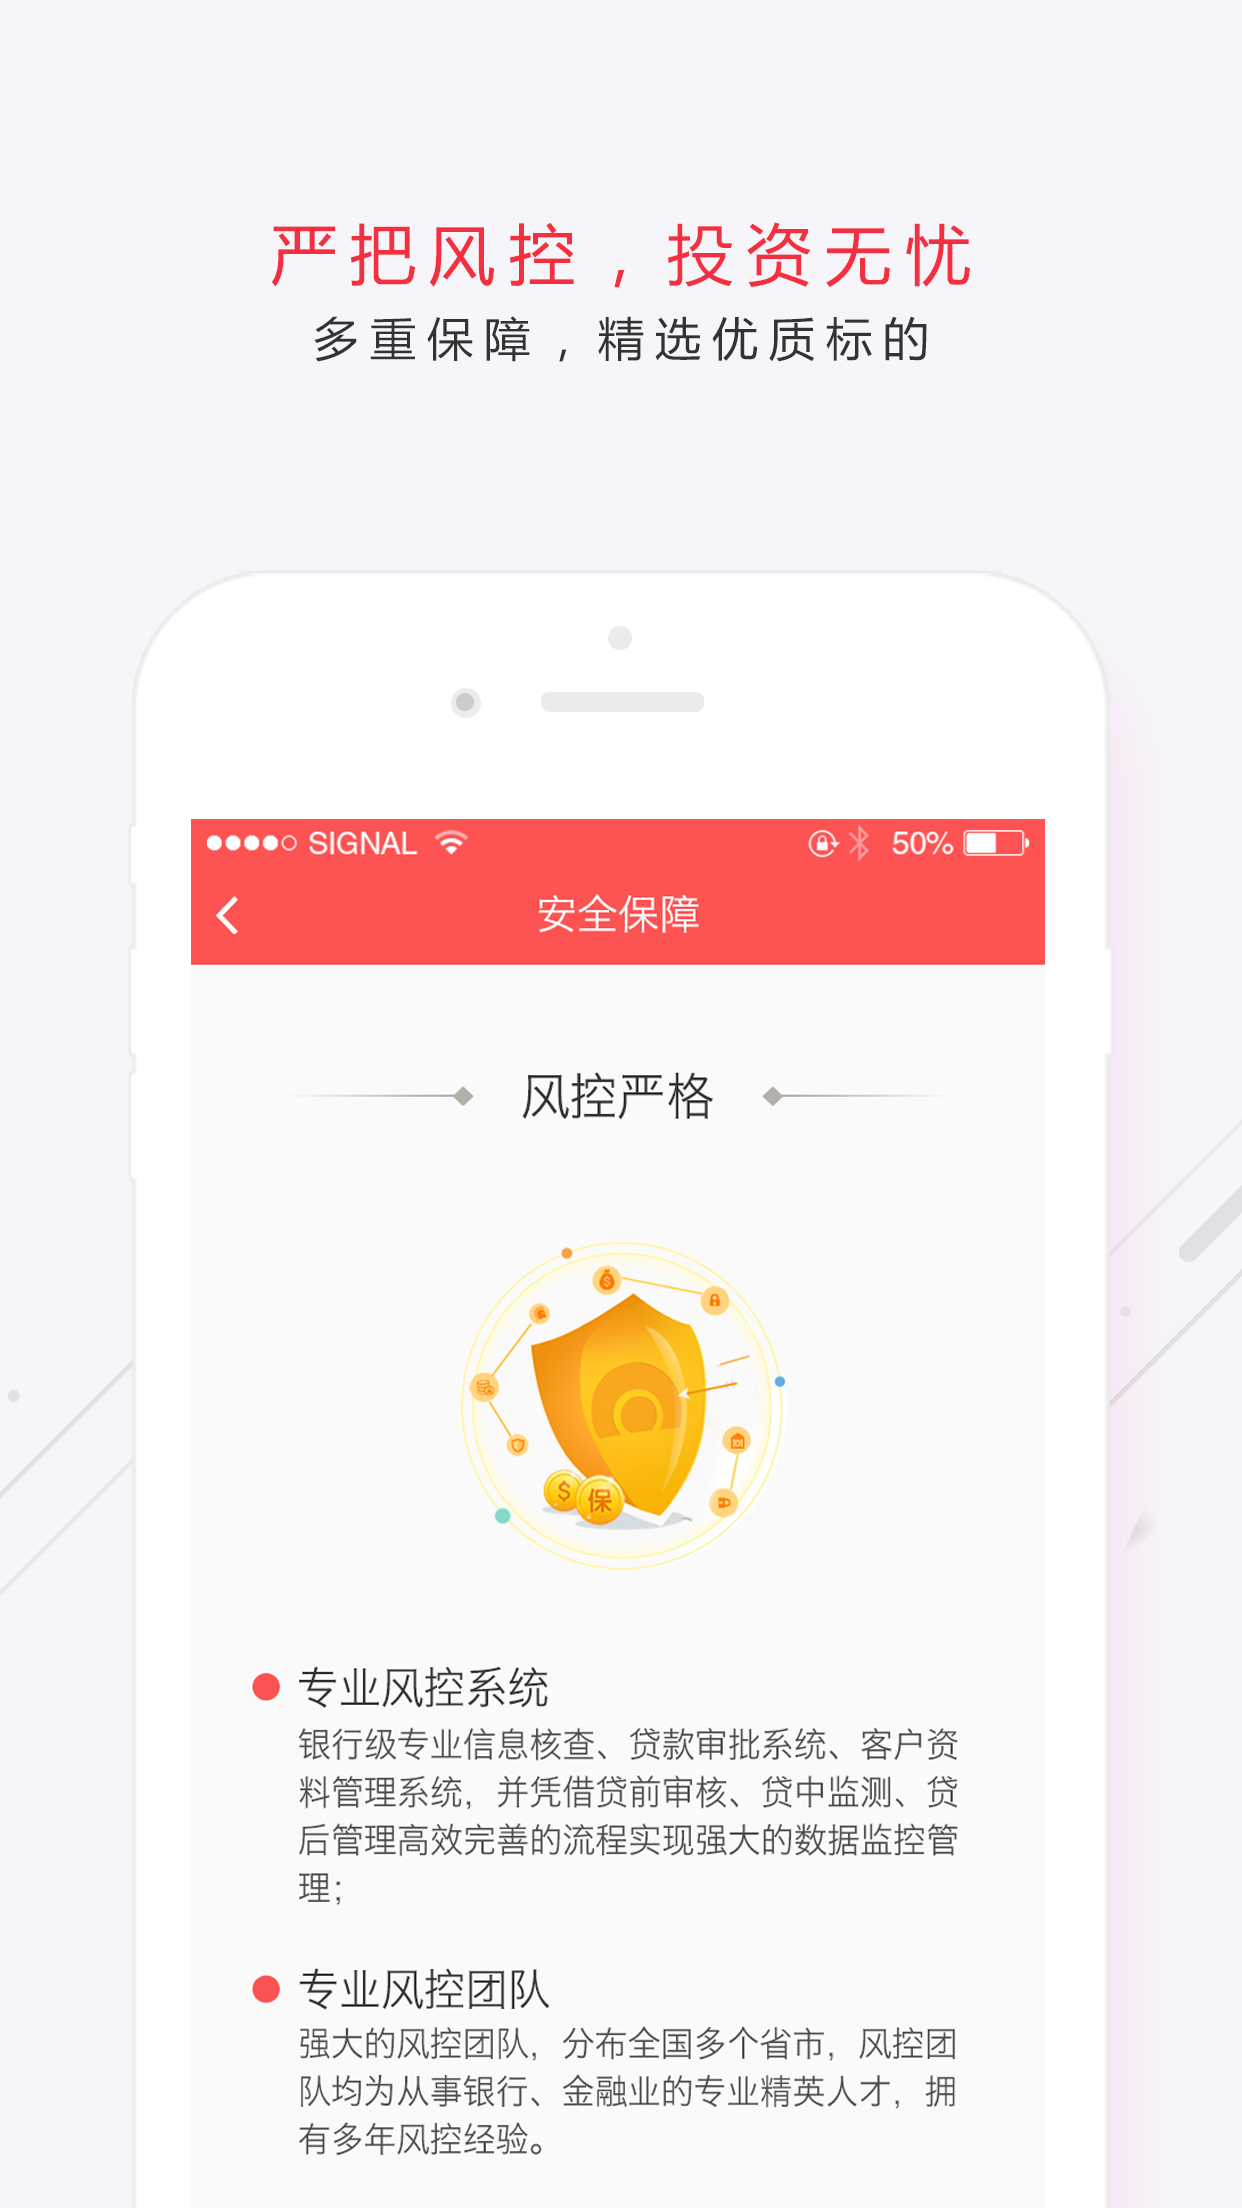 严把风控，投资无忧
多重保障，精选优质标的
SIGNAL 50%
安全保障
风控严格
$
$ 保
专业风控系统
银行级专业信息核查、贷款审批系统、客户资
料管理系统，并凭借贷前审核、贷中监测、贷
后管理高效完善的流程实现强大的数据监控管
理；
专业风控团队
强大的风控团队，分布全国多个省市，风控团
队均为从事银行、金融业的专业精英人才，拥
有多年风控经验。